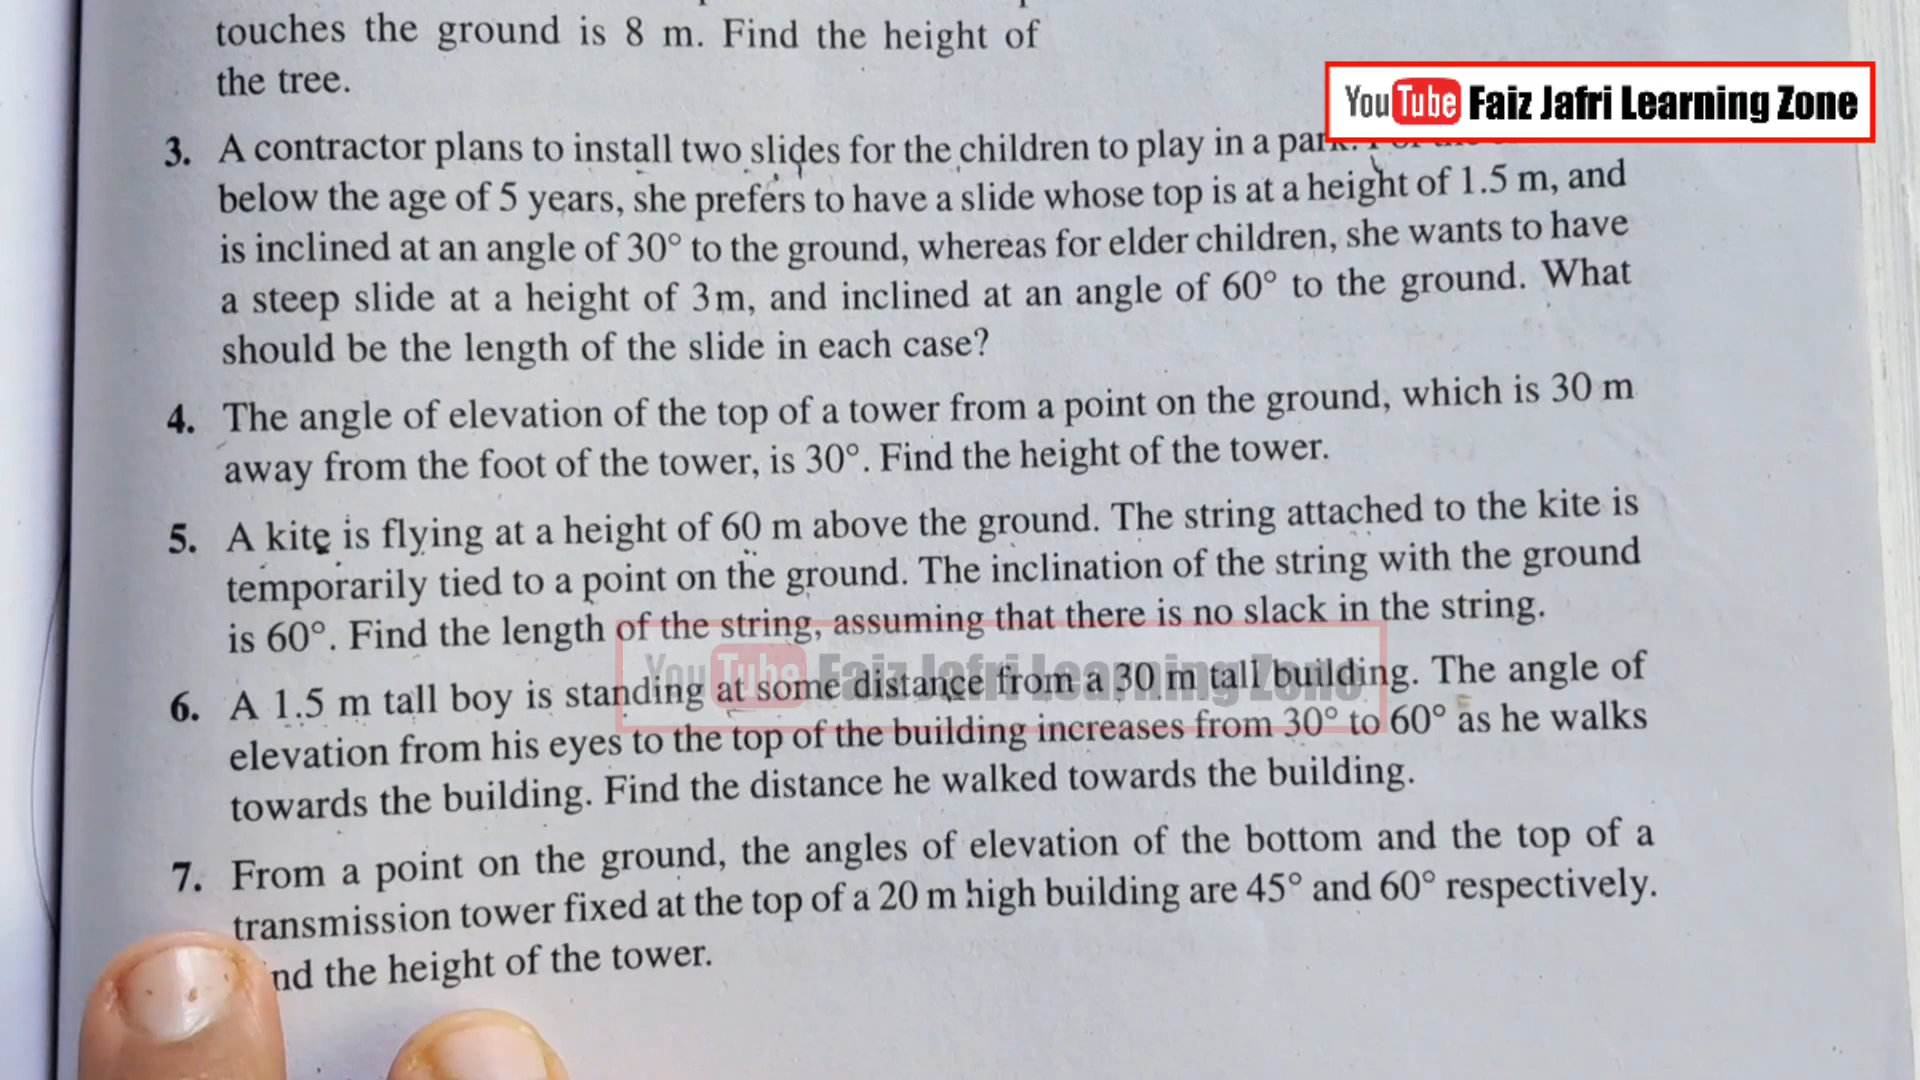 touches the ground is 8 m. Find the height of
the tree.
YouTube Faiz Jafri Learning Zone
3. A contractor plans to install two slides for the children to play in a park.
below the age of 5 years, she prefers to have a slide whose top is at a height of 1.5 m, and
is inclined at an angle of 30° to the ground, whereas for elder children, she wants to have
a steep slide at a height of 3m, and inclined at an angle of 60° to the ground. What
should be the length of the slide in each case?
4. The angle of elevation of the top of a tower from a point on the ground, which is 30 m
away from the foot of the tower, is 30°. Find the height of the tower.
5. A kite is flying at a height of 60 m above the ground. The string attached to the kite is
temporarily tied to a point on the ground. The inclination of the string with the ground
is 60°. Find the length of the string, assuming that there is no slack in the string.
YouTube Faiz Jafri Learning Zone
6. A 1.5 m tall boy is standing at some distance from a 30 m tall building. The angle of
elevation from his eyes to the top of the building increases from 30° to 60° as he walks
towards the building. Find the distance he walked towards the building.
7. From a point on the ground, the angles of elevation of the bottom and the top of a
transmission tower fixed at the top of a 20 m high building are 45° and 60° respectively.
nd the height of the tower.